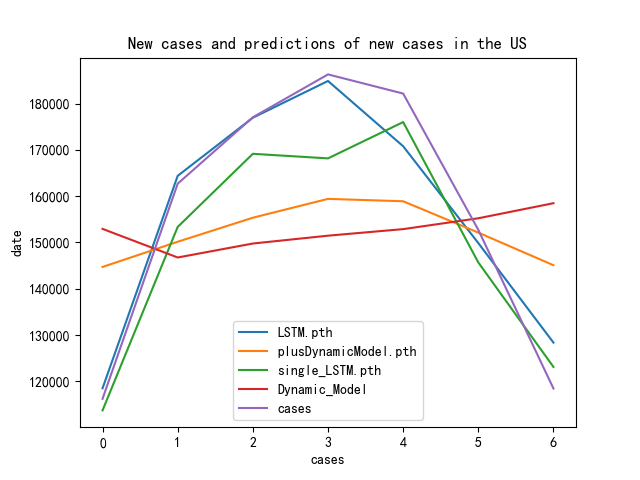 New cases and predictions of new cases in the US
180000
170000
160000
150000
140000
130000
120000
date
LSTM.pth
plusDynamicModel.pth
single_LSTM.pth
Dynamic_Model
cases
0 1 2 3 4 5 6
cases